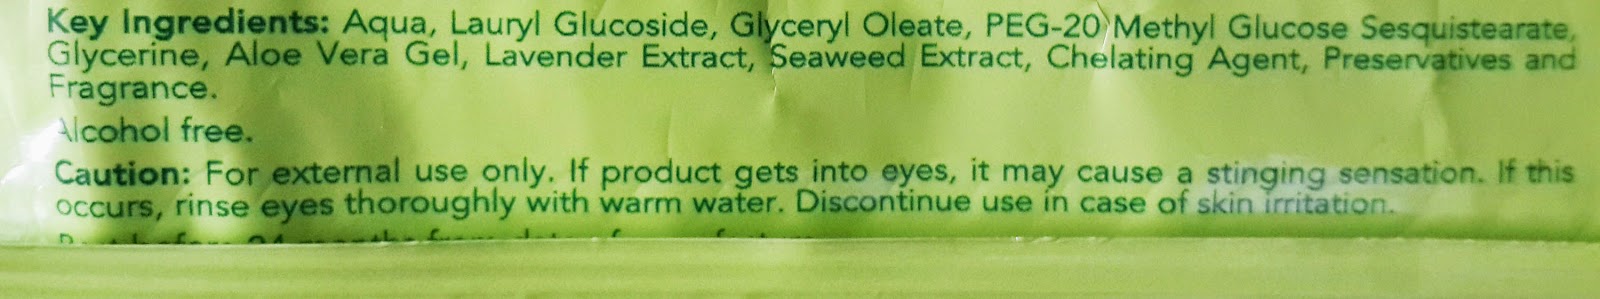 Key Ingredients: Aqua, Lauryl Glucoside, Glyceryl Oleate, PEG-20 Methyl Glucose Sesquistearate,
Glycerine, Aloe Vera Gel, Lavender Extract, Seaweed Extract, Chelating Agent, Preservatives and
Fragrance.
Alcohol free.
Caution: For external use only. If product gets into eyes, it may cause a stinging sensation. If this
occurs, rinse eyes thoroughly with warm water. Discontinue use in case of skin irritation.